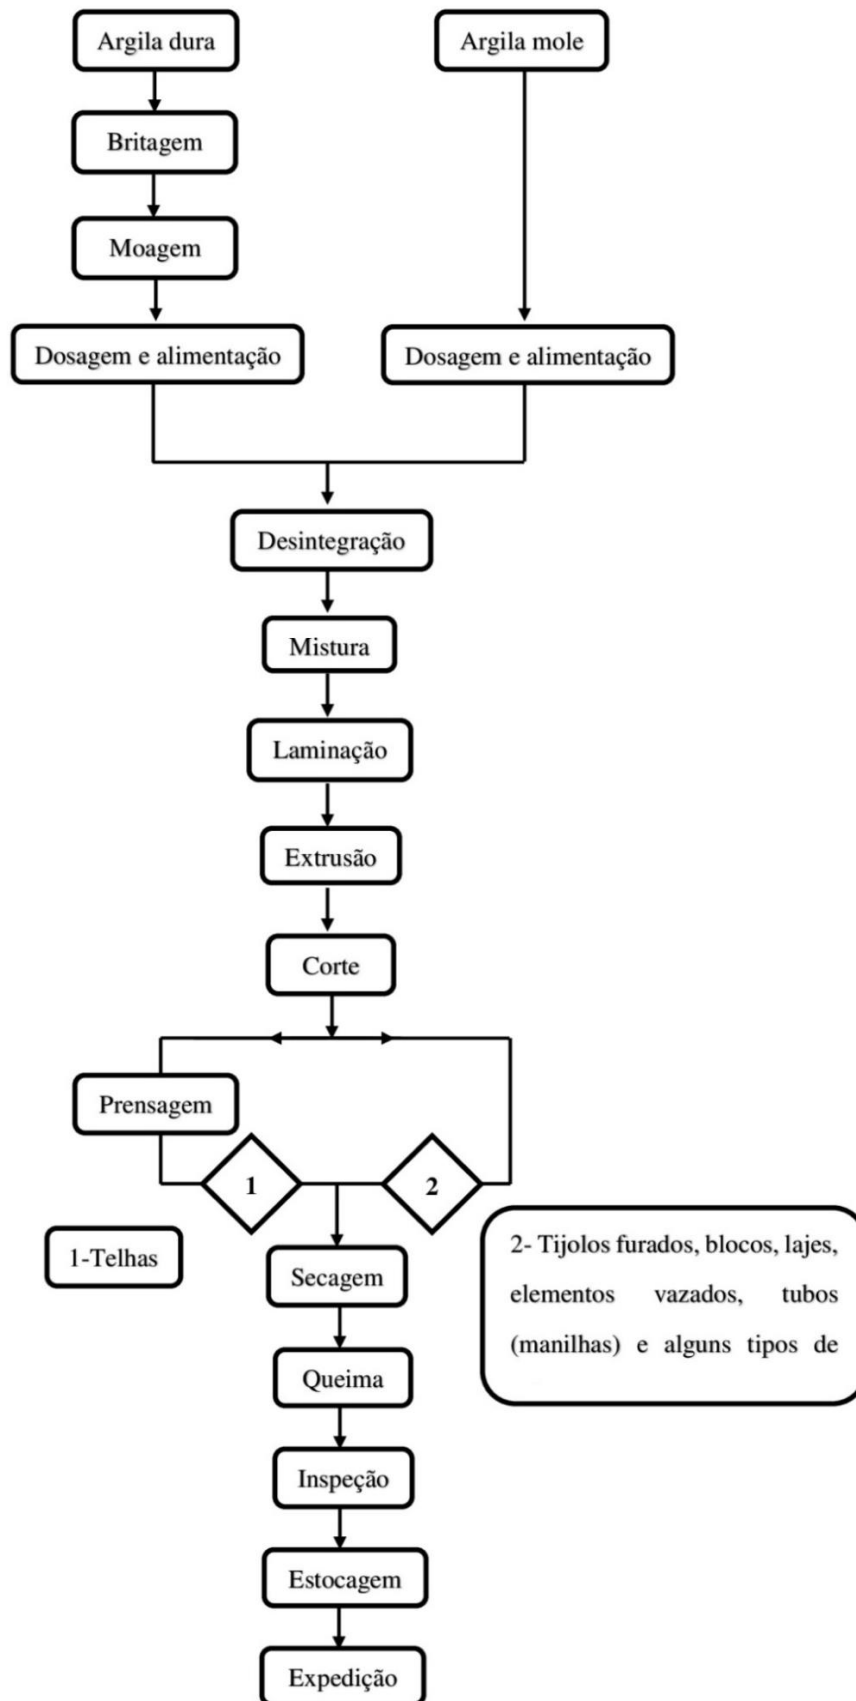 Argila dura
Argila mole
Britagem
Moagem
Dosagem e alimentação
Dosagem e alimentação
Desintegração
Mistura
Laminação
Extrusão
Corte
Prensagem
1
2
1-Telhas
2- Tijolos furados, blocos, lajes,
elementos vazados, tubos
(manilhas) e alguns tipos de
Secagem
Queima
Inspeção
Estocagem
Expedição